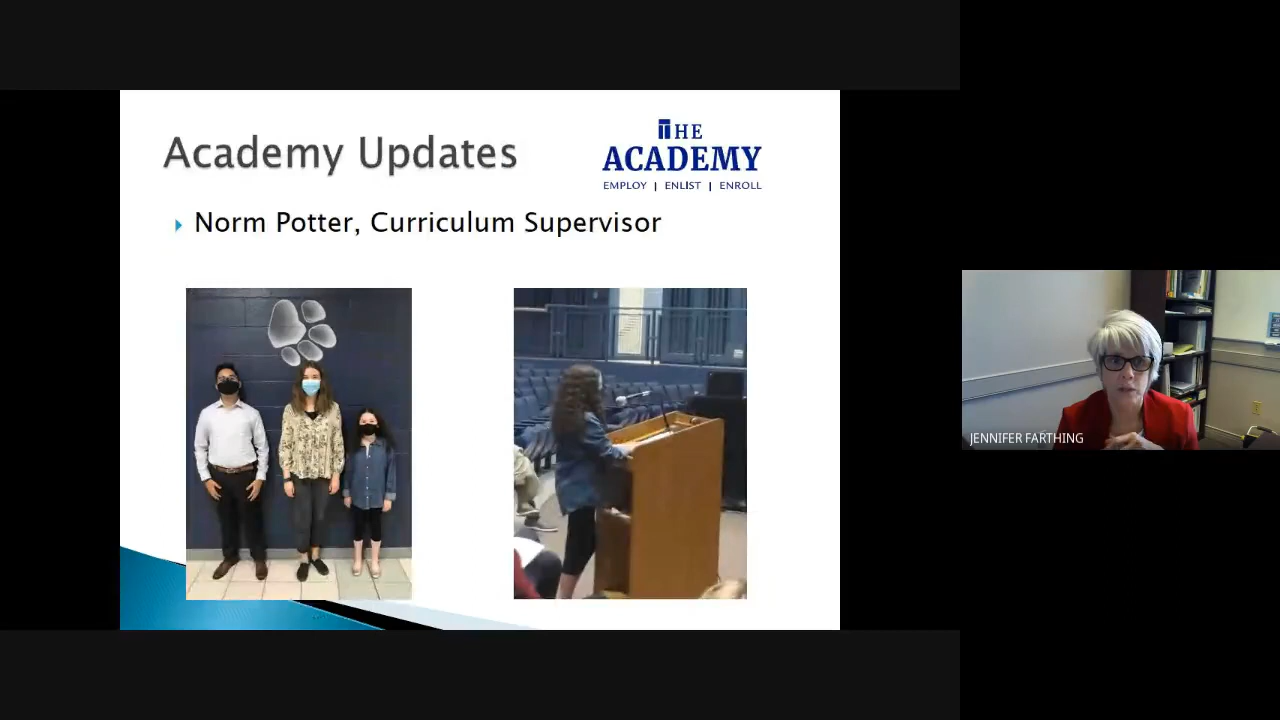 Academy Updates
THE
ACADEMY
EMPLOY | ENLIST | ENROLL
Norm Potter, Curriculum Supervisor
JENNIFER FARTHING